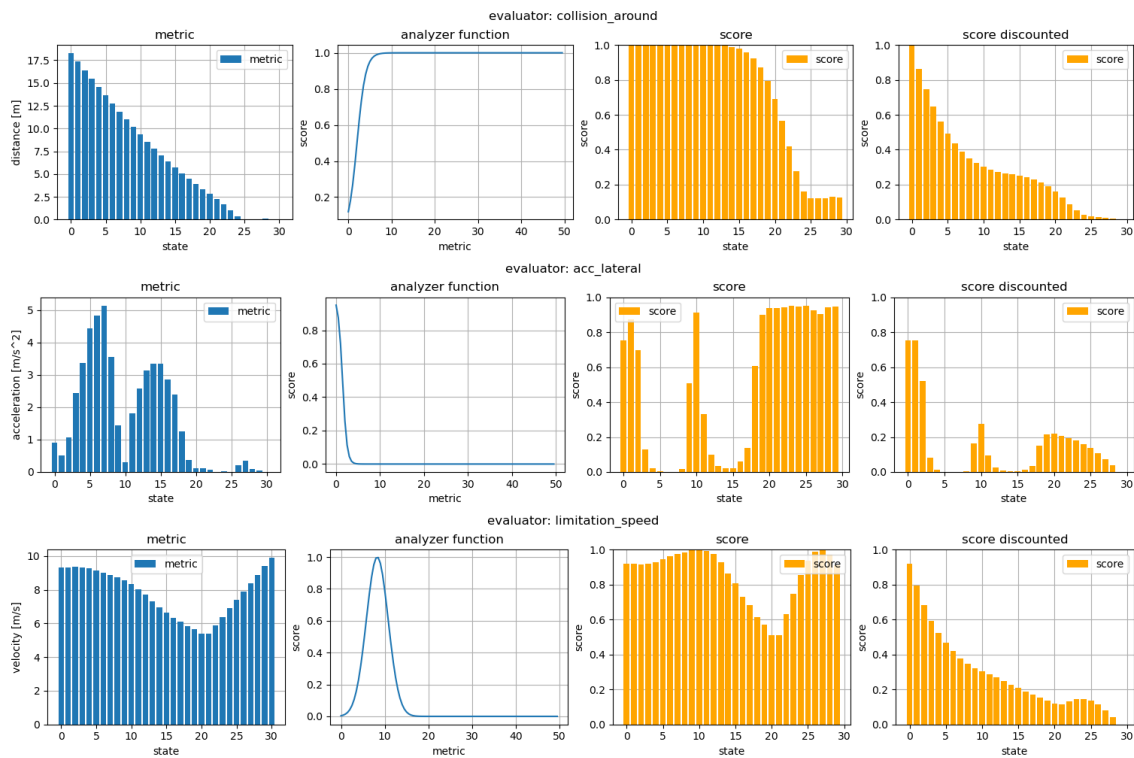 evaluator: collision_around
metric
analyzer function
score
score discounted
17.5
15.0
12.5
10.0
7.5
5.0
2.5
0.0
distance [m]
metric
0 5 10 15 20 25 30
state
1.0
0.8
0.6
0.4
0.2
score
0 10 20 30 40 50
metric
1.0
0.8
0.6
0.4
0.2
0.0
score
score
0 5 10 15 20 25 30
state
1.0
0.8
0.6
0.4
0.2
0.0
score
score
0 5 10 15 20 25 30
state
evaluator: acc_lateral
metric
analyzer function
score
score discounted
5
4
3
2
1
0
acceleration [m/s^2]
metric
0 5 10 15 20 25 30
state
0.8
0.6
0.4
0.2
0.0
score
0 10 20 30 40 50
metric
1.0
0.8
0.6
0.4
0.2
0.0
score
score
0 5 10 15 20 25 30
state
1.0
0.8
0.6
0.4
0.2
0.0
score
score
0 5 10 15 20 25 30
state
evaluator: limitation_speed
metric
analyzer function
score
score discounted
10
8
6
4
2
0
velocity [m/s]
metric
0 5 10 15 20 25 30
state
1.0
0.8
0.6
0.4
0.2
0.0
score
0 10 20 30 40 50
metric
1.0
0.8
0.6
0.4
0.2
0.0
score
score
0 5 10 15 20 25 30
state
1.0
0.8
0.6
0.4
0.2
0.0
score
score
0 5 10 15 20 25 30
state